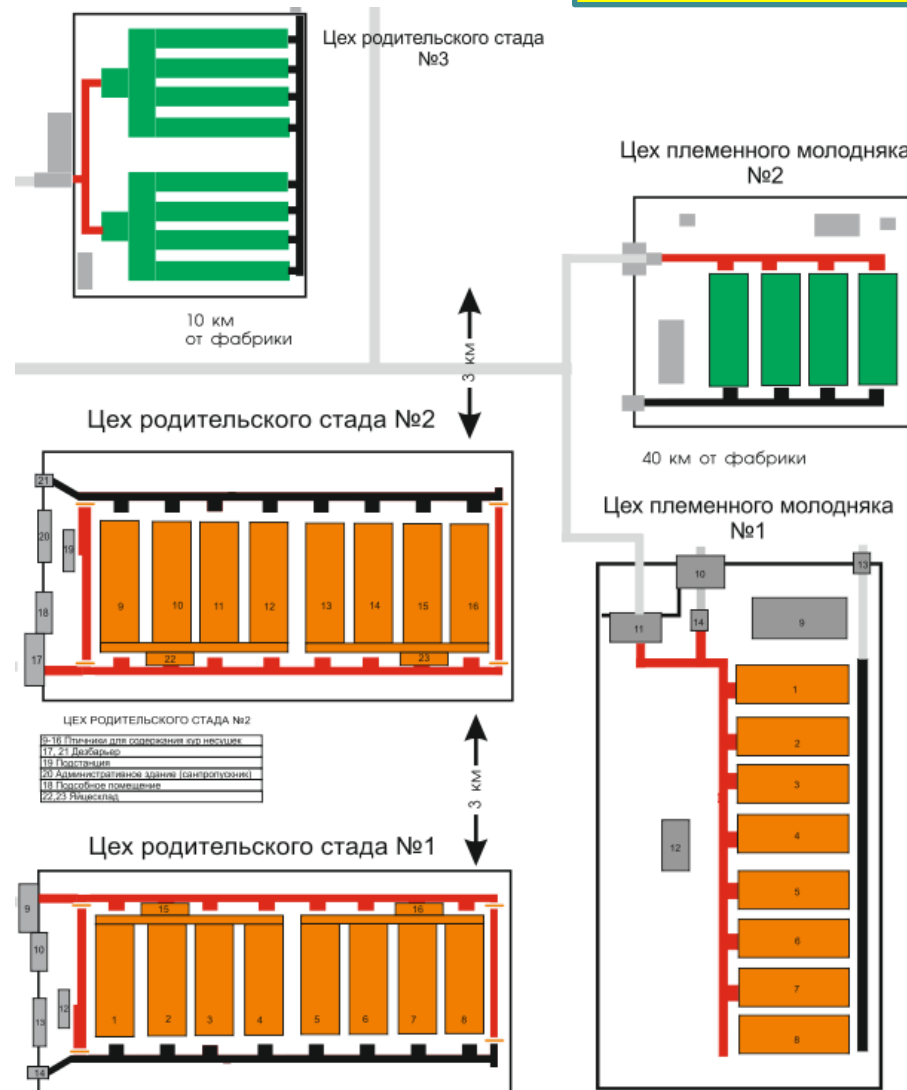 Цех родительского стада
№3
Цех племенного молодняка
№2
10 км
от фабрики
3 км
Цех родительского стада №2
40 км от фабрики
Цех племенного молодняка
№1
21
20
19
18
17
9
10
11
12
13
14
15
16
22
23
10
13
11
14
9
12
1
2
3
4
5
6
7
8
ЦЕХ РОДИТЕЛЬСКОГО СТАДА №2
9-16 Птичники для содержания кур несушек
17, 21 Дезбарьер
19 Подстанция
20 Административное здание (санпропускник)
18 Подсобное помещение
22,23 Яйцесклад
3 км
Цех родительского стада №1
9
10
12
13
14
15
16
1
2
3
4
5
6
7
8